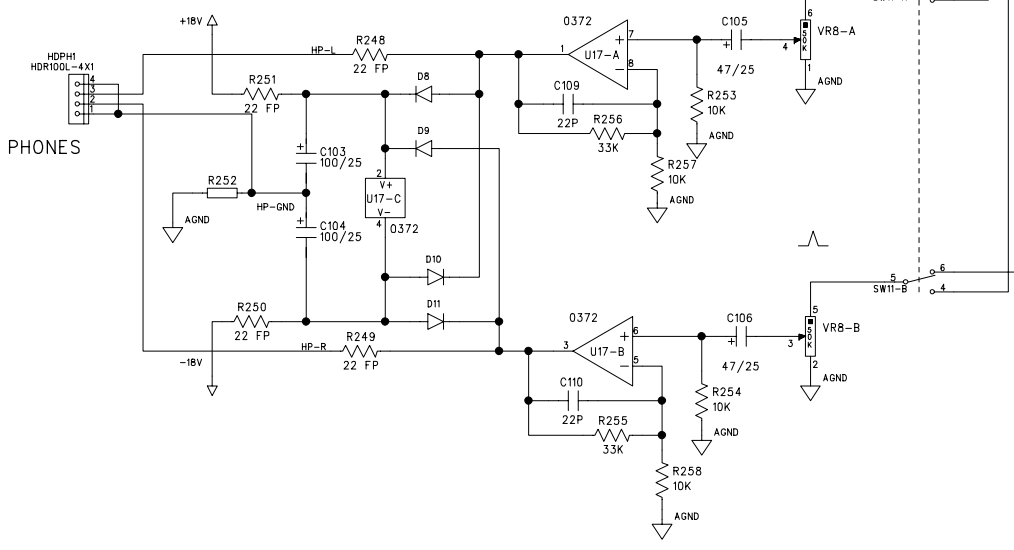 +18V
HDPH1
HDR100L-4X1
4
3
2
1
PHONES
HP-L
R248
22 FP
R251
22 FP
D8
D9
C103
100/25
C104
100/25
R252
HP-GND
AGND
2
V+
U17-C
V-
4
0372
D10
D11
R250
22 FP
-18V
HP-R
R249
22 FP
0372
1
U17-A
+
7
-
8
C109
22P
R256
33K
R257
10K
AGND
R253
10K
AGND
C105
+
47/25
6
50K
4
VR8-A
1
AGND
5
SW11-B
6
4
0372
3
U17-B
+
6
-
5
C110
22P
R255
33K
R258
10K
AGND
R254
10K
AGND
C106
+
47/25
5
50K
3
VR8-B
2
AGND